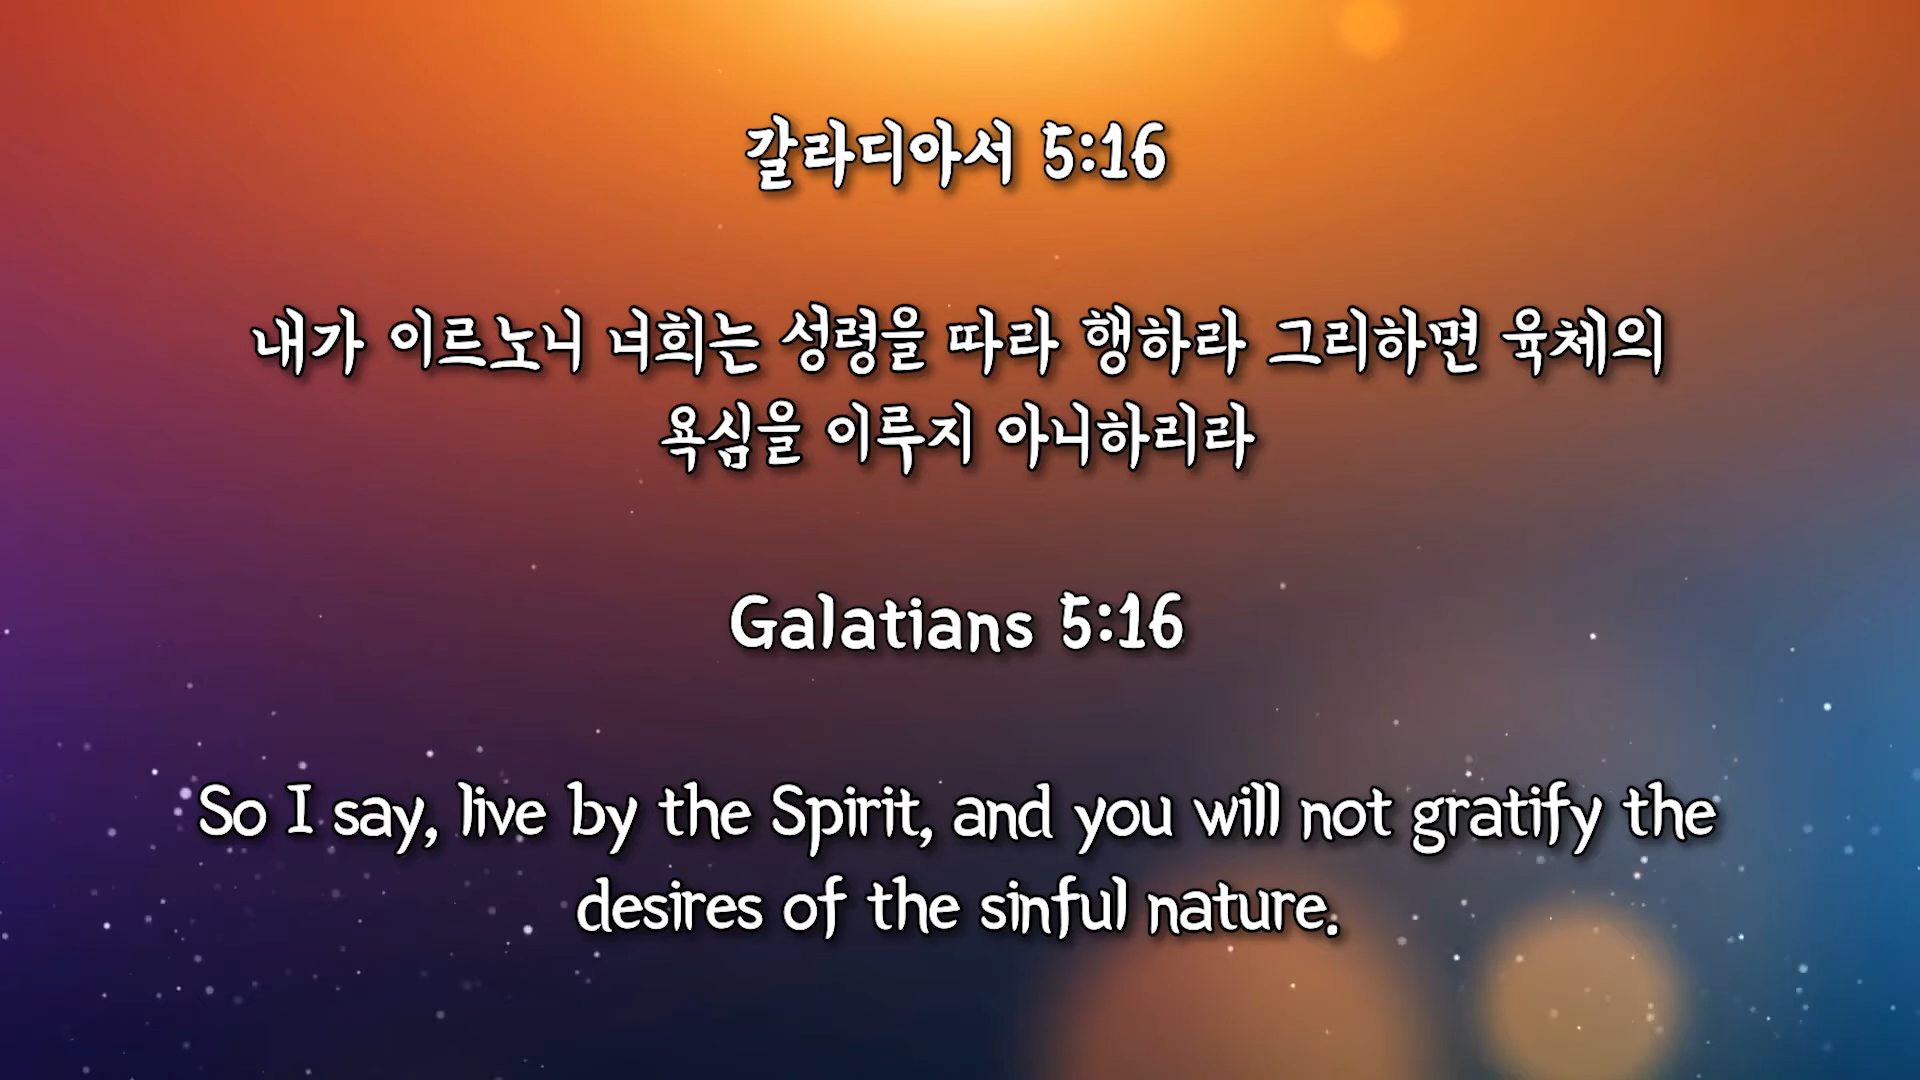 갈라디아서 5:16
내가 이르노니 너희는 성령을 따라 행하라 그리하면 육체의
욕심을 이루지 아니하리라
Galatians 5:16
So I say, live by the Spirit, and you will not gratify the
desires of the sinful nature.